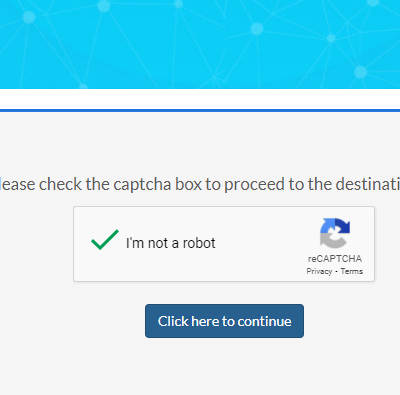 lease check the captcha box to proceed to the destinati
I'm not a robot
reCAPTCHA
Privacy - Terms
Click here to continue